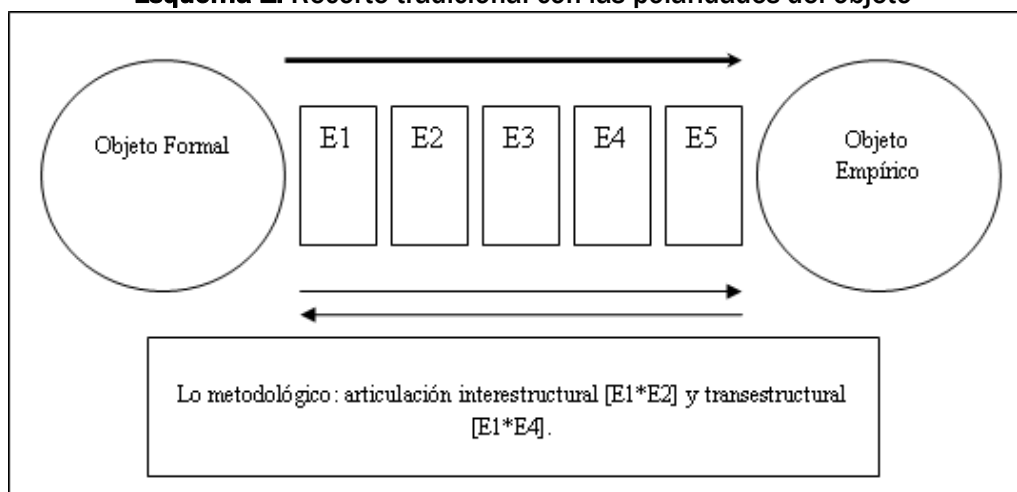 Esquema 2. Recorte tradicional con las polaridades del objeto
Objeto Formal
E1
E2
E3
E4
E5
Objeto
Empírico
Lo metodológico: articulación interestructural [E1*E2] y transestructural
[E1*E4].